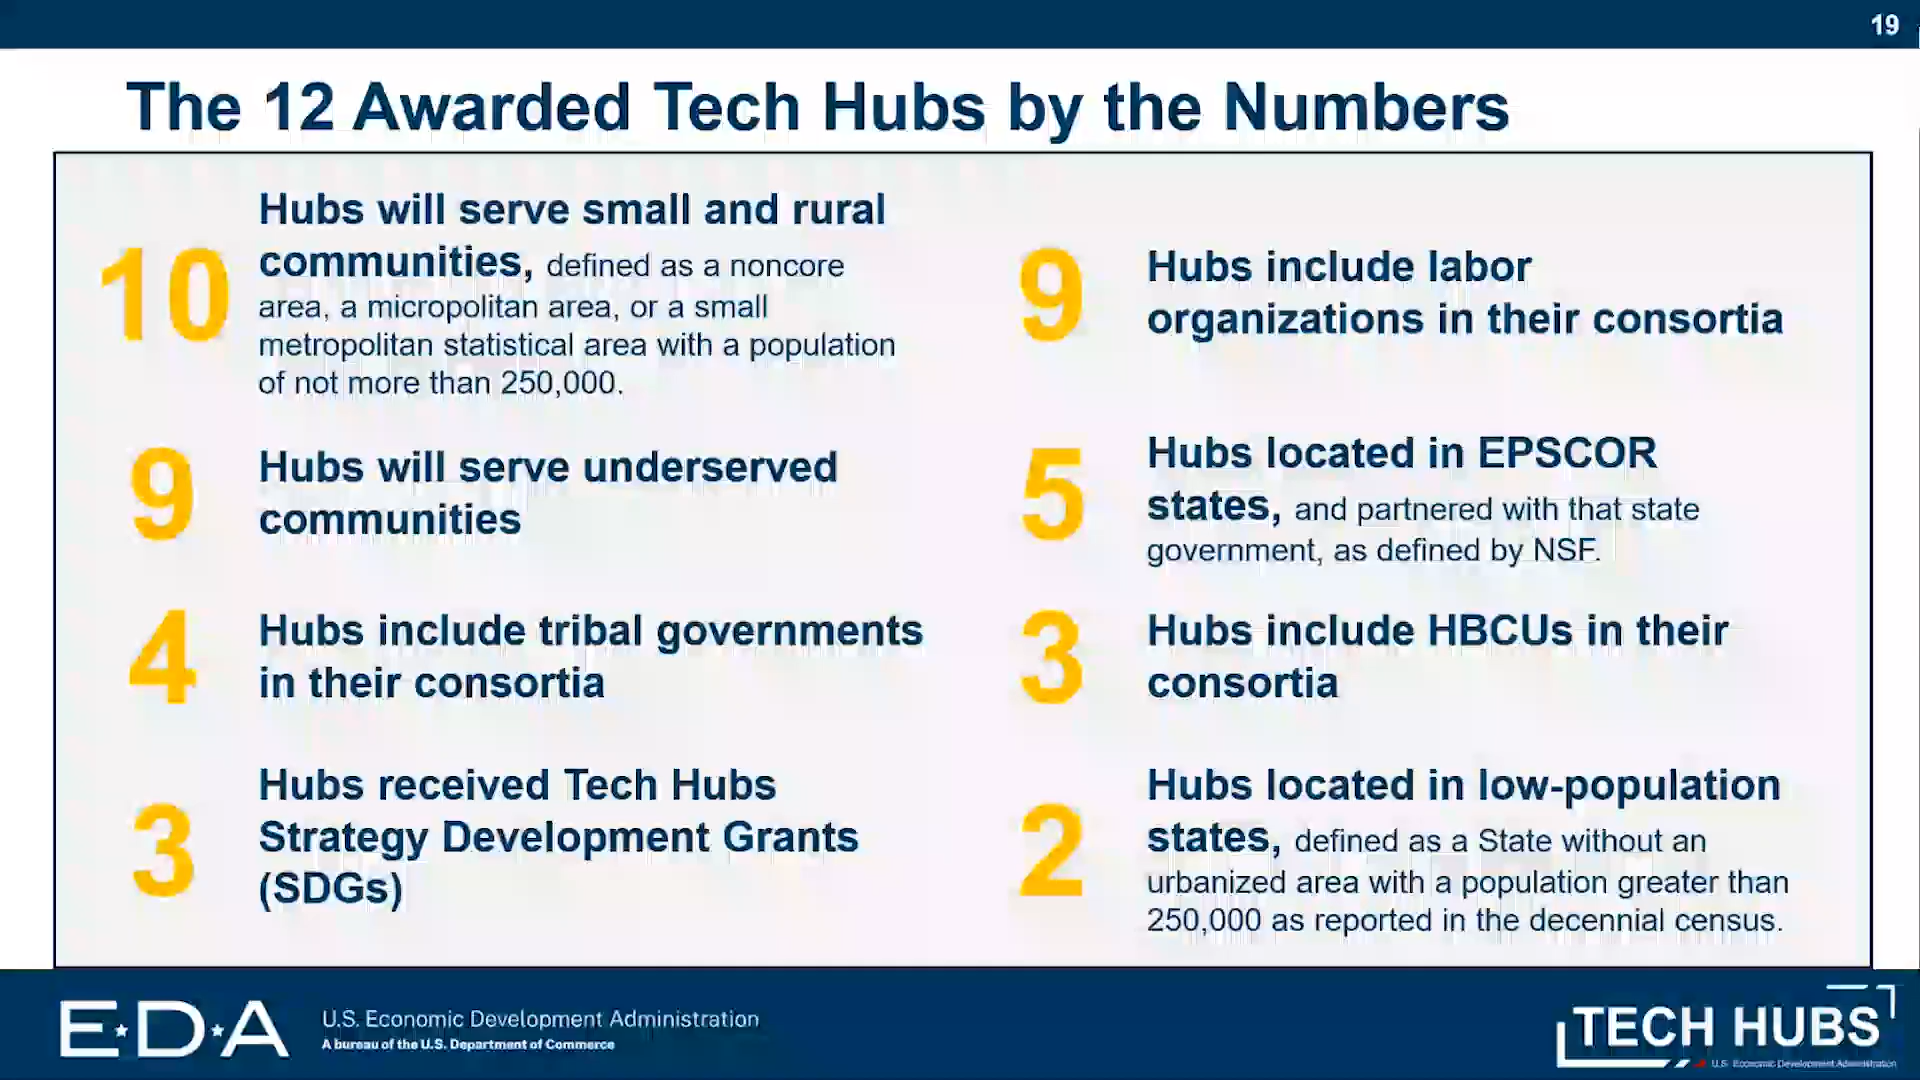 19
The 12 Awarded Tech Hubs by the Numbers
10
Hubs will serve small and rural
communities, defined as a noncore
area, a micropolitan area, or a small
metropolitan statistical area with a population
of not more than 250,000.
9
Hubs will serve underserved
communities
4
Hubs include tribal governments
in their consortia
3
Hubs received Tech Hubs
Strategy Development Grants
(SDGs)
9
Hubs include labor
organizations in their consortia
5
Hubs located in EPSCOR
states, and partnered with that state
government, as defined by NSF.
3
Hubs include HBCUs in their
consortia
2
Hubs located in low-population
states, defined as a State without an
urbanized area with a population greater than
250,000 as reported in the decennial census.
E★D★A
U.S. Economic Development Administration
A bureau of the U.S. Department of Commerce
TECH HUBS
U.S. Economic Development Administration